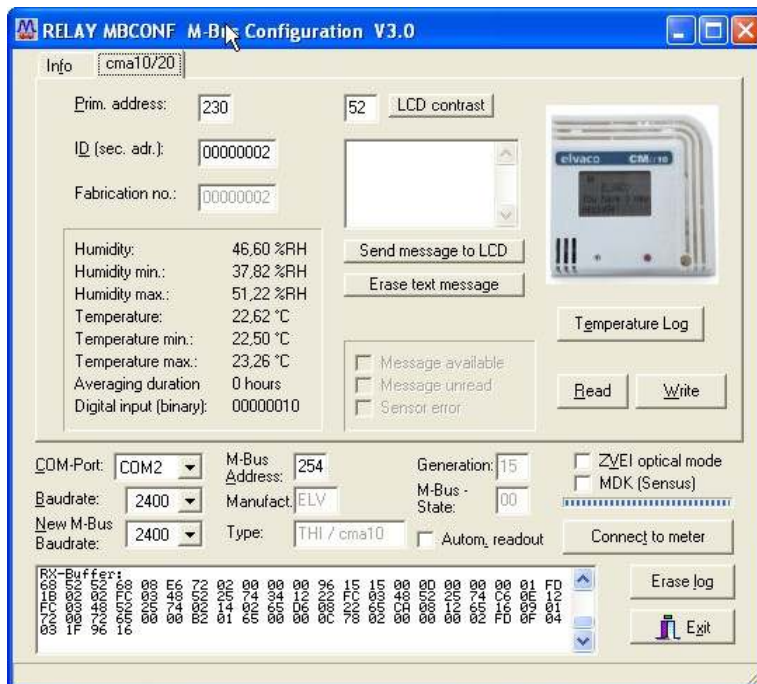 RELAY MBCONF M-Bus Configuration V3.0
Info cma10/20
Prim. address: 230 52 LCD contrast
ID (sec. adr.): 00000002
Fabrication no.: 00000002
elvaco CMa10
Humidity: 46,60 %RH
Humidity min.: 37,82 %RH
Humidity max.: 51,22 %RH
Temperature: 22,62 °C
Temperature min.: 22,50 °C
Temperature max.: 23,26 °C
Averaging duration 0 hours
Digital input (binary): 00000010
Send message to LCD
Erase text message
Message available
Message unread
Sensor error
Temperature Log
Read Write
COM-Port: COM2
Baudrate: 2400
New M-Bus
Baudrate: 2400
M-Bus
Address: 254
Manufact. ELV
Type: THI / cma10
Generation: 15
M-Bus -
State: 00
Autom. readout
ZVEI optical mode
MDK (Sensus)
Connect to meter
RX-Buffer:
68 52 52 68 08 E6 72 02 00 00 00 96 15 15 00 0D 00 00 00 01 FD
1B 02 02 FC 03 48 52 25 74 34 12 22 FC 03 48 52 25 74 C6 0E 12
FC 03 48 52 25 74 02 14 02 65 D6 08 22 65 CA 08 12 65 16 09 01
72 00 72 65 00 00 B2 01 65 00 00 0C 78 02 00 00 00 02 FD 0F 04
03 1F 96 16
Erase log
Exit